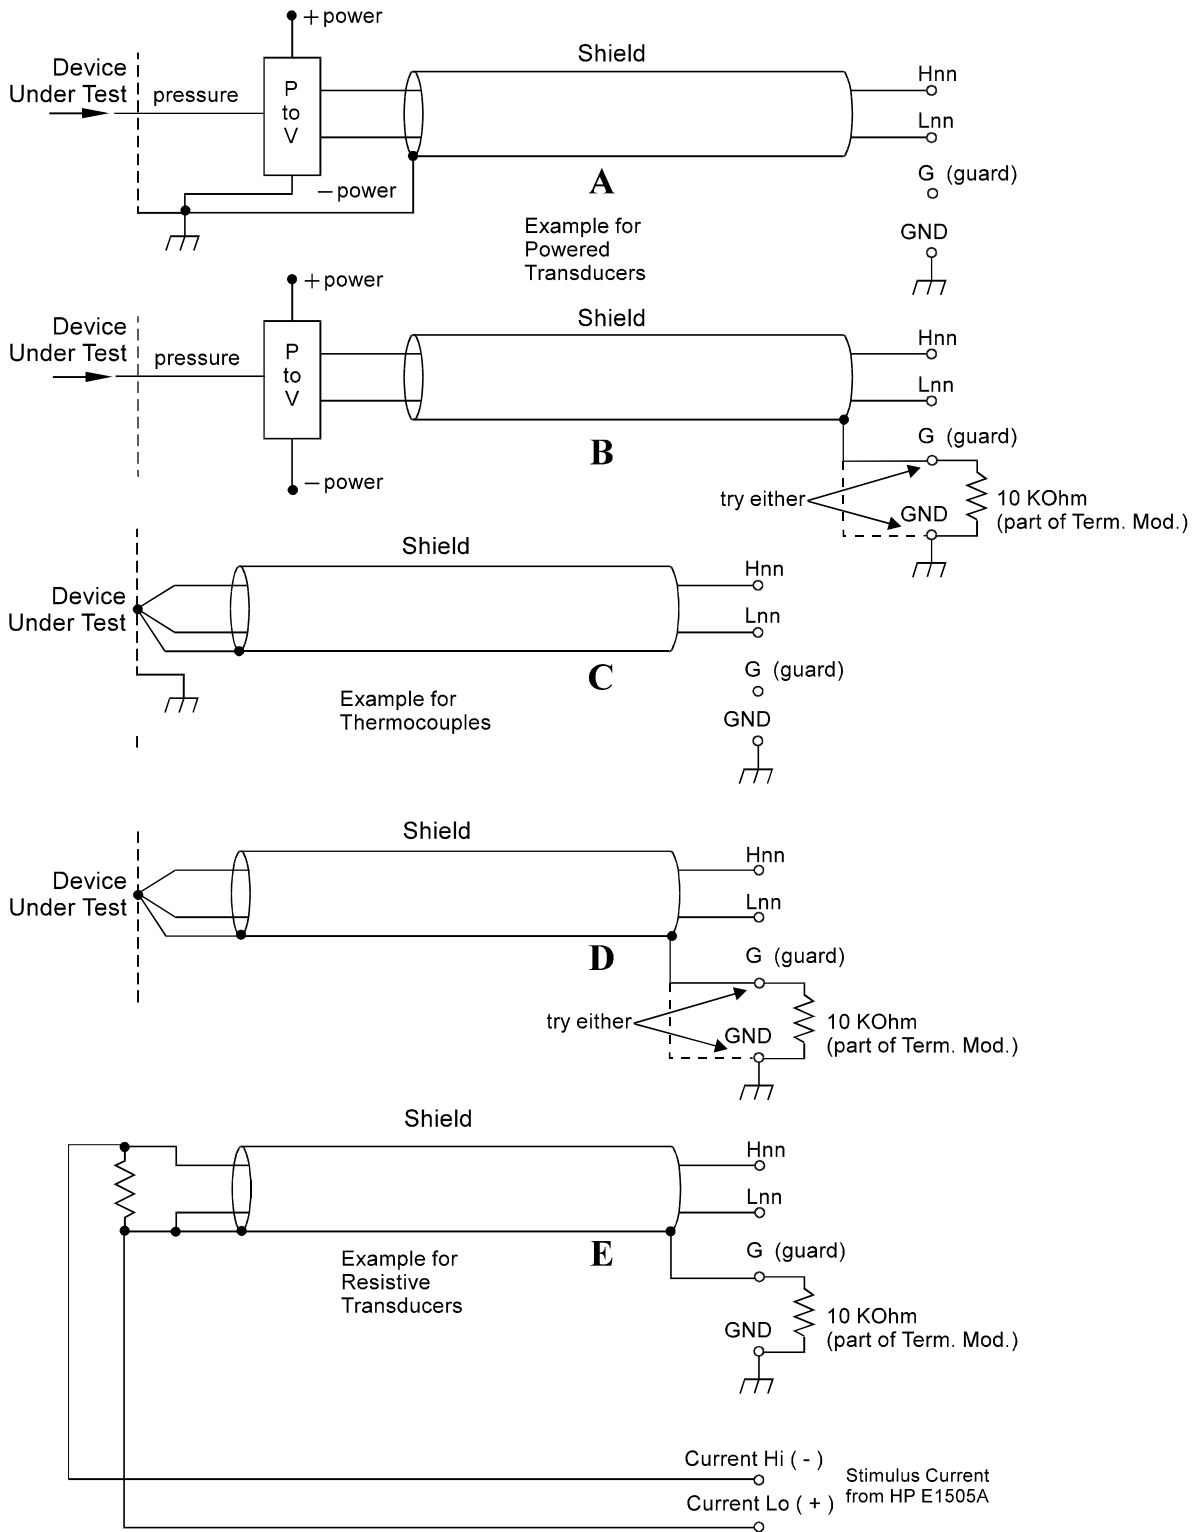 + power
Shield
Device
Under Test
pressure
P
to
V
Hnn
Lnn
– power
A
G (guard)
Example for
Powered
Transducers
GND
+ power
Shield
Device
Under Test
pressure
P
to
V
Hnn
Lnn
B
G (guard)
– power
try either
GND
10 KOhm
(part of Term. Mod.)
Shield
Device
Under Test
Hnn
Lnn
C
G (guard)
Example for
Thermocouples
GND
Shield
Device
Under Test
Hnn
Lnn
D
G (guard)
try either
GND
10 KOhm
(part of Term. Mod.)
Shield
Hnn
Lnn
E
G (guard)
Example for
Resistive
Transducers
GND
10 KOhm
(part of Term. Mod.)
Current Hi ( - )
Current Lo ( + )
Stimulus Current
from HP E1505A